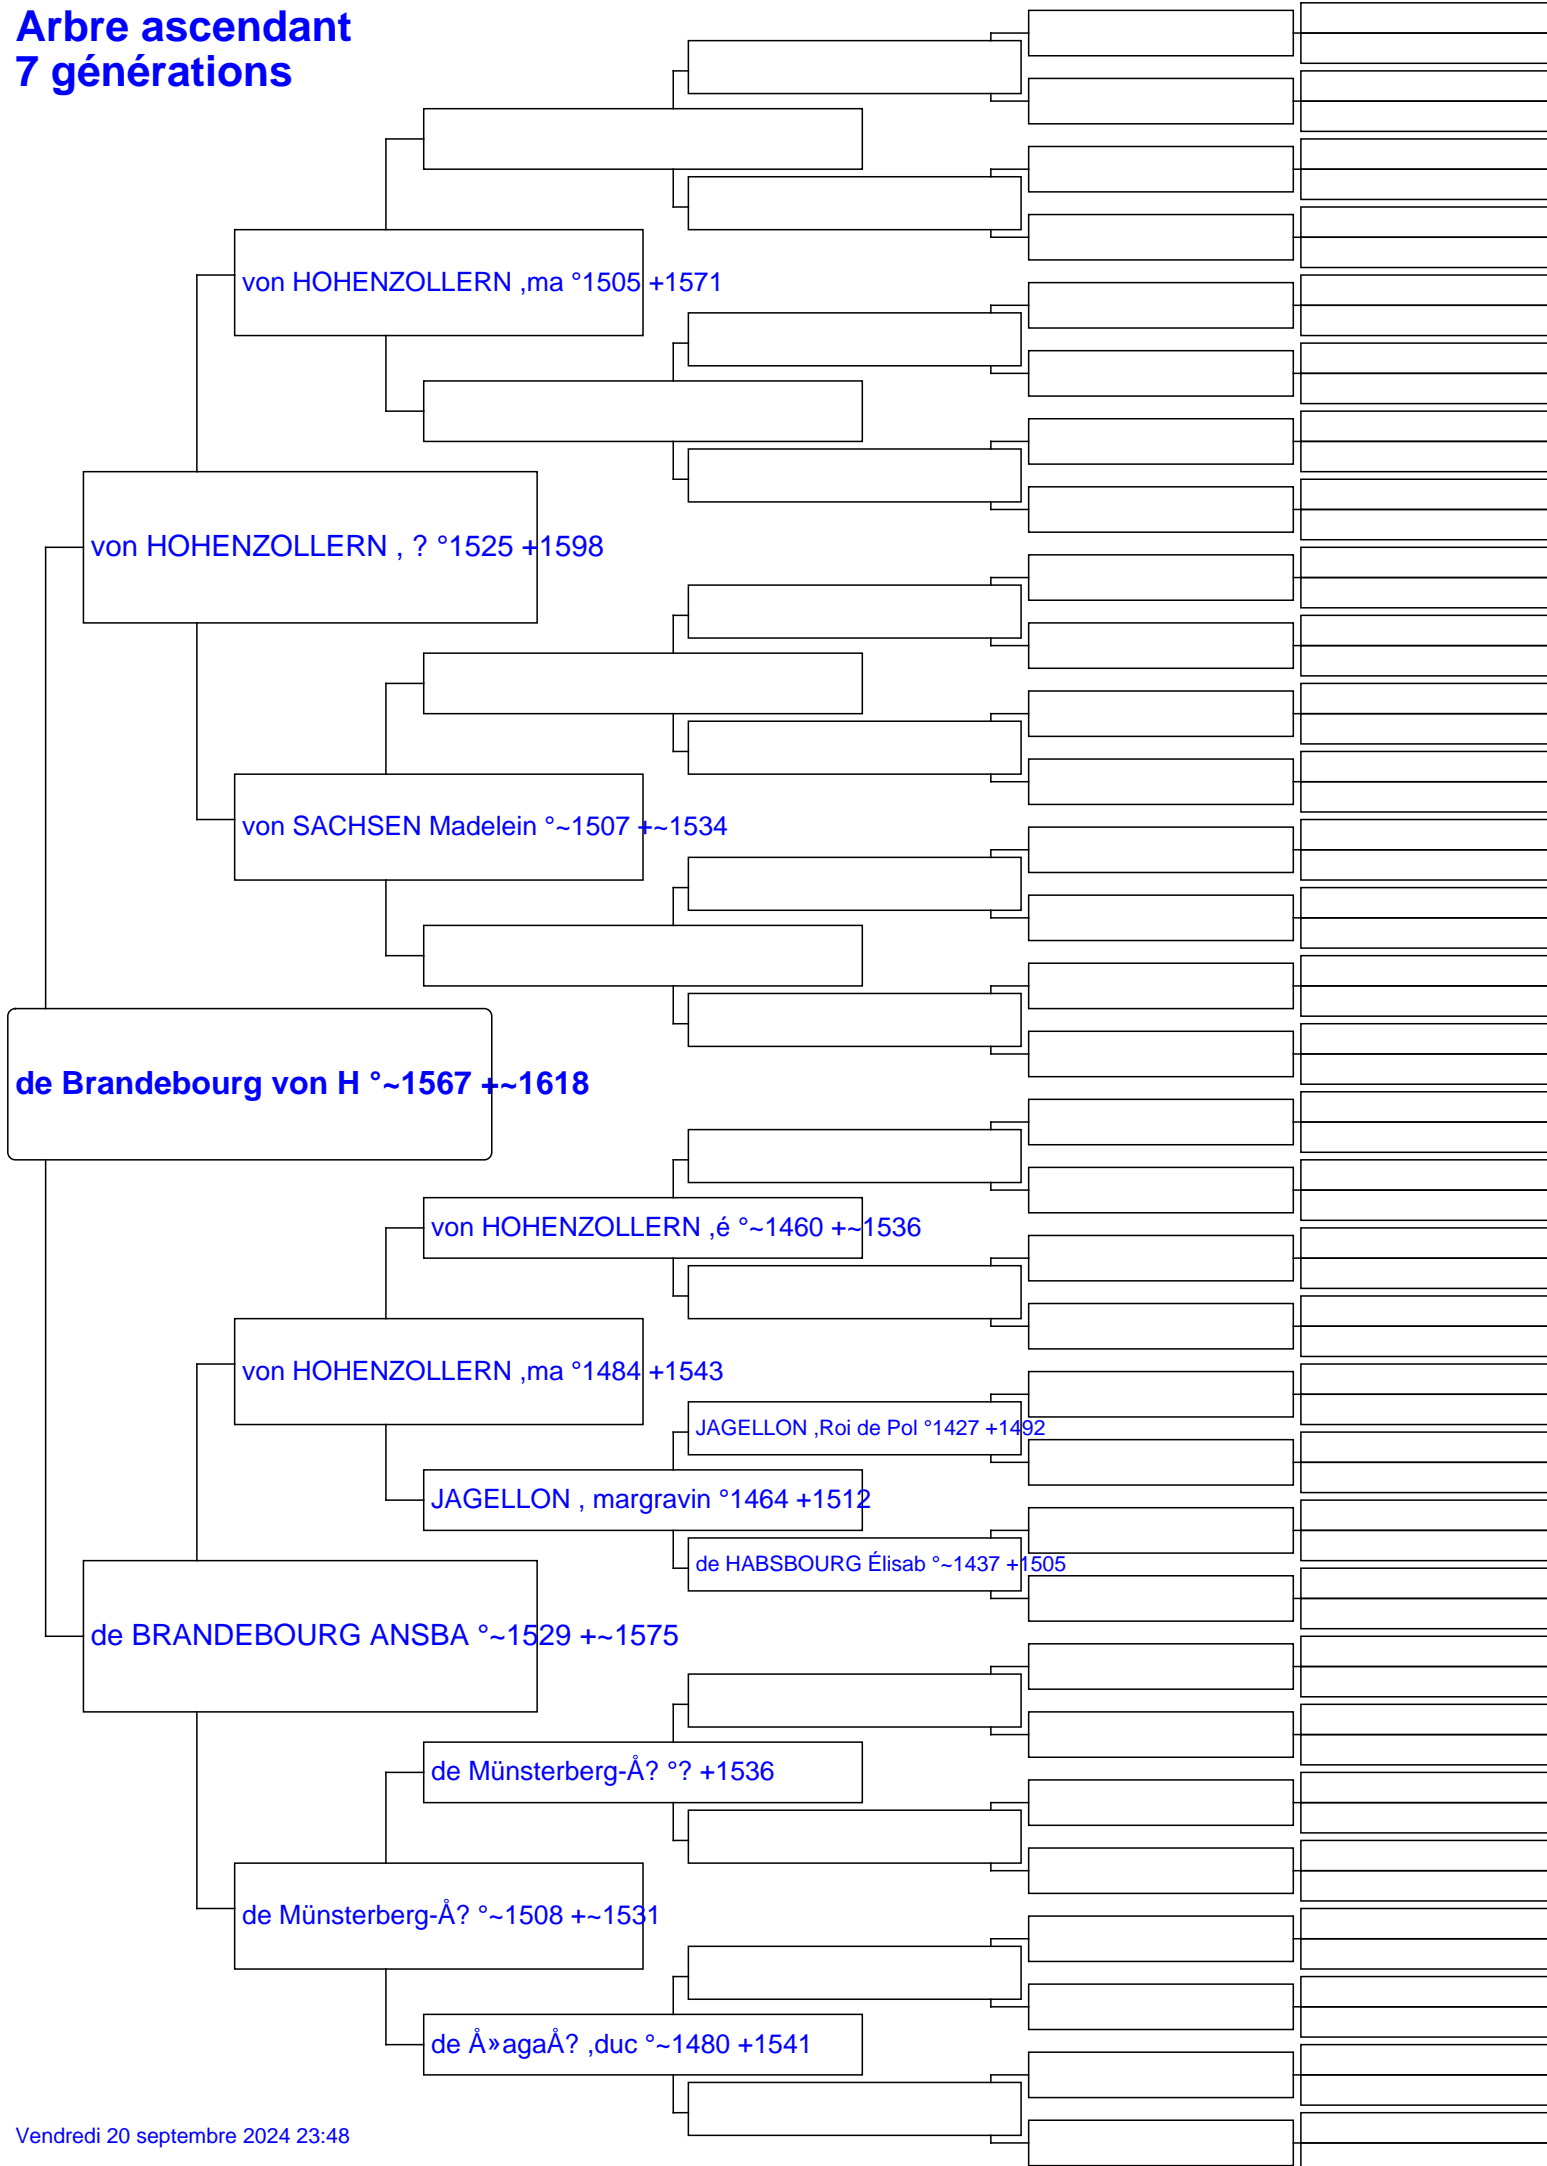 Arbre ascendant
7 générations
von HOHENZOLLERN ,ma °1505 +1571
von HOHENZOLLERN , ? °1525 +1598
von SACHSEN Madelein °~1507 +~1534
de Brandebourg von H °~1567 +~1618
von HOHENZOLLERN ,é °~1460 +~1536
von HOHENZOLLERN ,ma °1484 +1543
JAGELLON ,Roi de Pol °1427 +1492
JAGELLON , margravin °1464 +1512
de HABSBOURG Élisab °~1437 +1505
de BRANDEBOURG ANSBA °~1529 +~1575
de Münsterberg-Å? °? +1536
de Münsterberg-Å? °~1508 +~1531
de Å»agaÅ? ,duc °~1480 +1541
Vendredi 20 septembre 2024 23:48